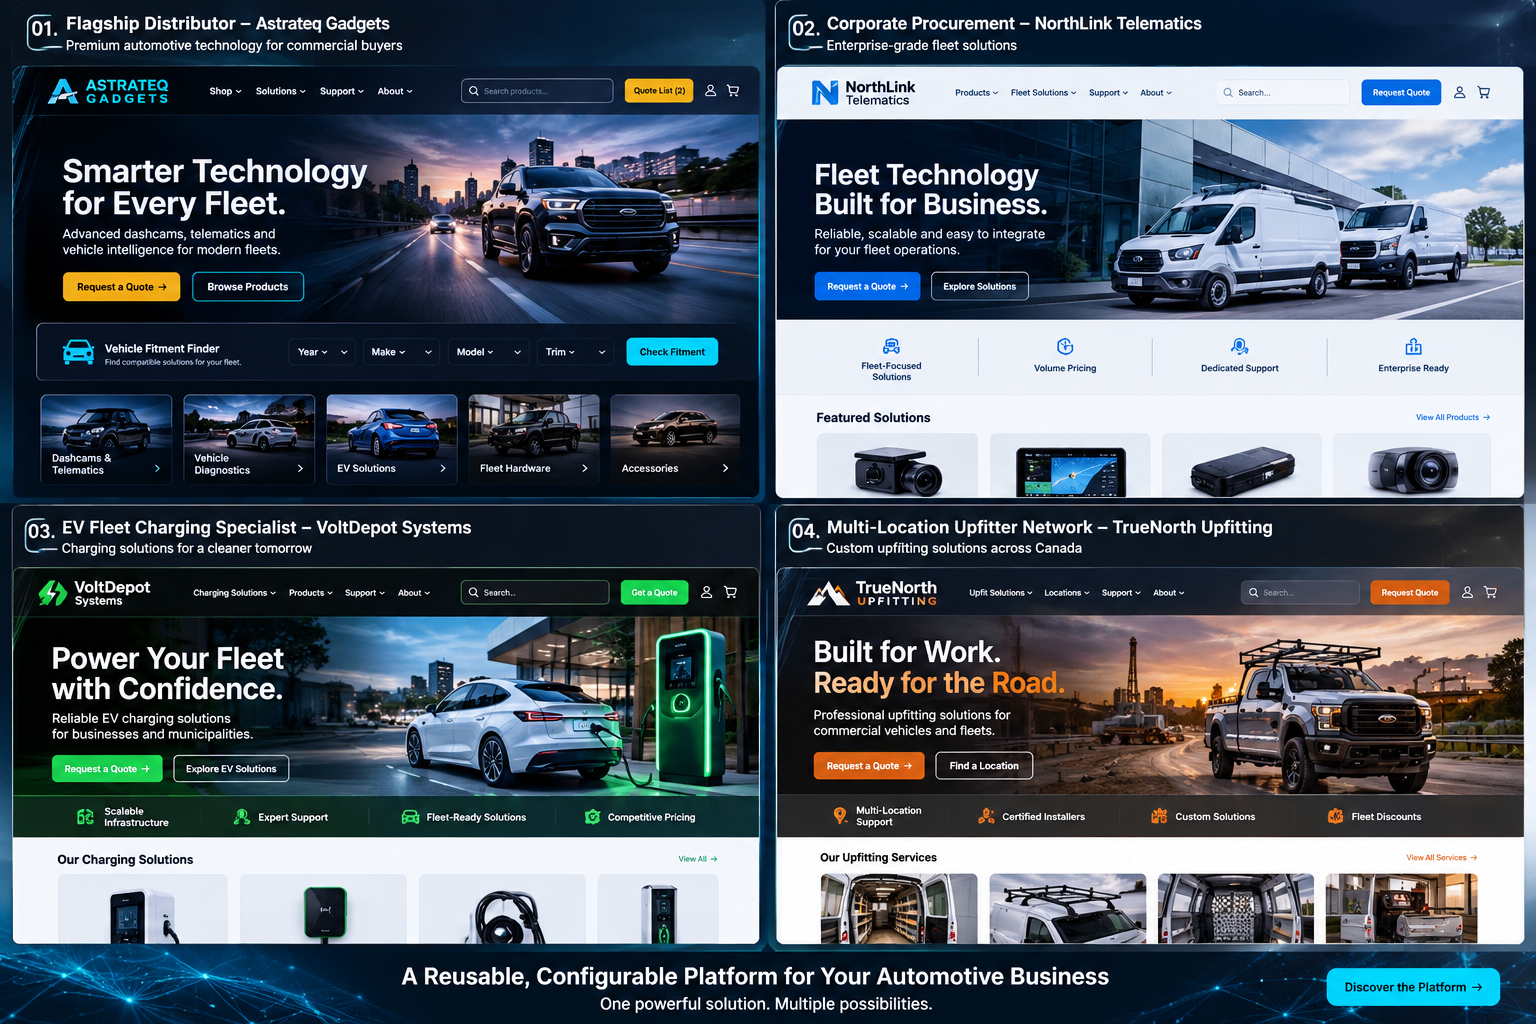 01. Flagship Distributor – Astrateq Gadgets
Premium automotive technology for commercial buyers
ASTRATEQ
GADGETS
Shop
Solutions
Support
About
Search products...
Quote List (2)
Smarter Technology
for Every Fleet.
Advanced dashcams, telematics and
vehicle intelligence for modern fleets.
Request a Quote →
Browse Products
Vehicle Fitment Finder
Find compatible solutions for your fleet.
Year
Make
Model
Trim
Check Fitment
Dashcams &
Telematics
Vehicle
Diagnostics
EV Solutions
Fleet Hardware
Accessories
02. Corporate Procurement – NorthLink Telematics
Enterprise-grade fleet solutions
NorthLink
Telematics
Products
Fleet Solutions
Support
About
Search...
Request Quote
Fleet Technology
Built for Business.
Reliable, scalable and easy to integrate
for your fleet operations.
Request a Quote →
Explore Solutions
Fleet-Focused
Solutions
Volume Pricing
Dedicated Support
Enterprise Ready
Featured Solutions
View All Products →
03. EV Fleet Charging Specialist – VoltDepot Systems
Charging solutions for a cleaner tomorrow
VoltDepot
Systems
Charging Solutions
Products
Support
About
Search...
Get a Quote
Power Your Fleet
with Confidence.
Reliable EV charging solutions
for businesses and municipalities.
Request a Quote →
Explore EV Solutions
Scalable
Infrastructure
Expert Support
Fleet-Ready Solutions
Competitive Pricing
Our Charging Solutions
View All →
04. Multi-Location Upfitter Network – TrueNorth Upfitting
Custom upfitting solutions across Canada
TrueNorth
UPFITTING
Upfit Solutions
Locations
Support
About
Search...
Request Quote
Built for Work.
Ready for the Road.
Professional upfitting solutions for
commercial vehicles and fleets.
Request a Quote →
Find a Location
Multi-Location
Support
Certified Installers
Custom Solutions
Fleet Discounts
Our Upfitting Services
View All Services →
A Reusable, Configurable Platform for Your Automotive Business
One powerful solution. Multiple possibilities.
Discover the Platform →